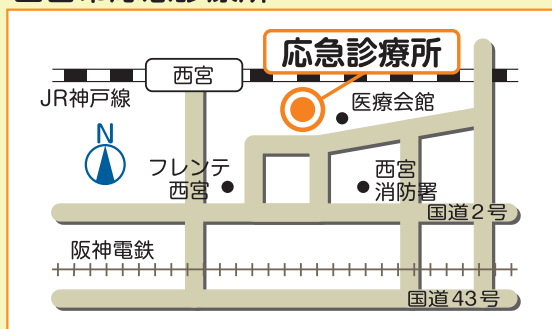 応急診療所
西宮
JR神戸線
医療会館
N
フレンテ
西宮
西宮
消防署
国道2号
阪神電鉄
国道43号